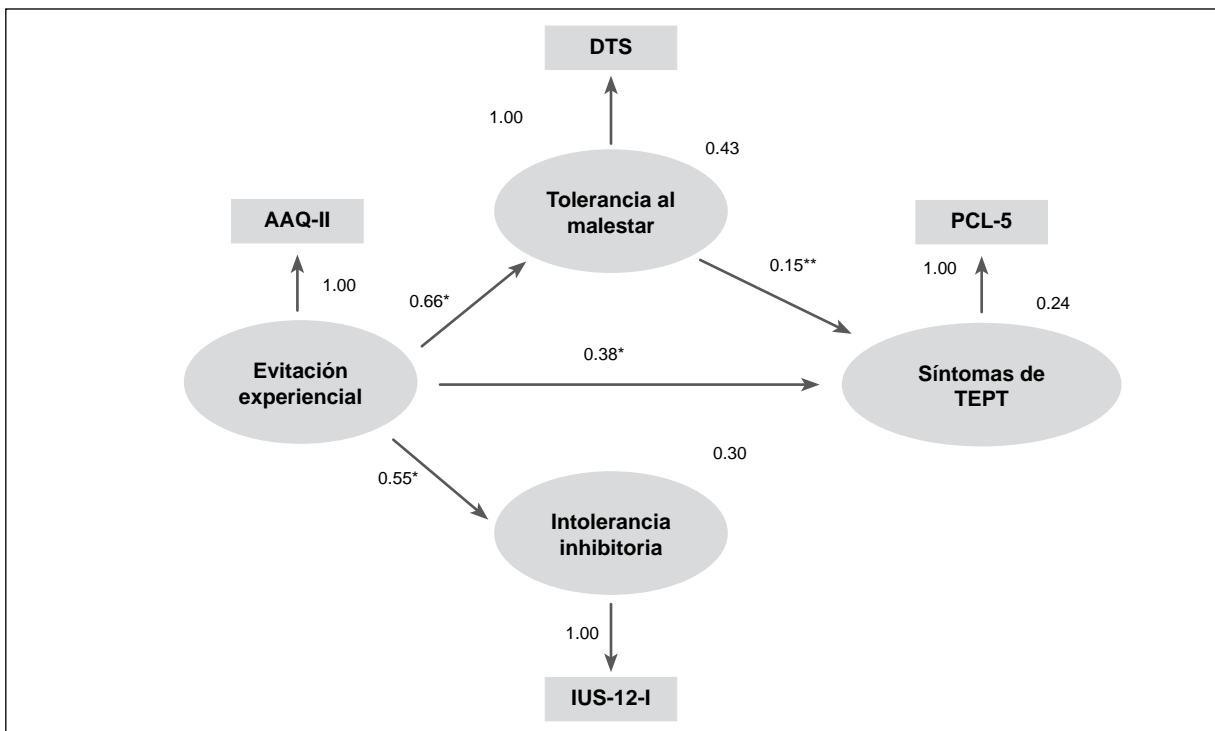 DTS
1.00
0.43
Tolerancia al
malestar
AAQ-II
PCL-5
0.15**
1.00
1.00
0.66*
0.24
0.38*
Evitación
experiencial
Síntomas de
TEPT
0.30
0.55*
Intolerancia
inhibitoria
1.00
IUS-12-I